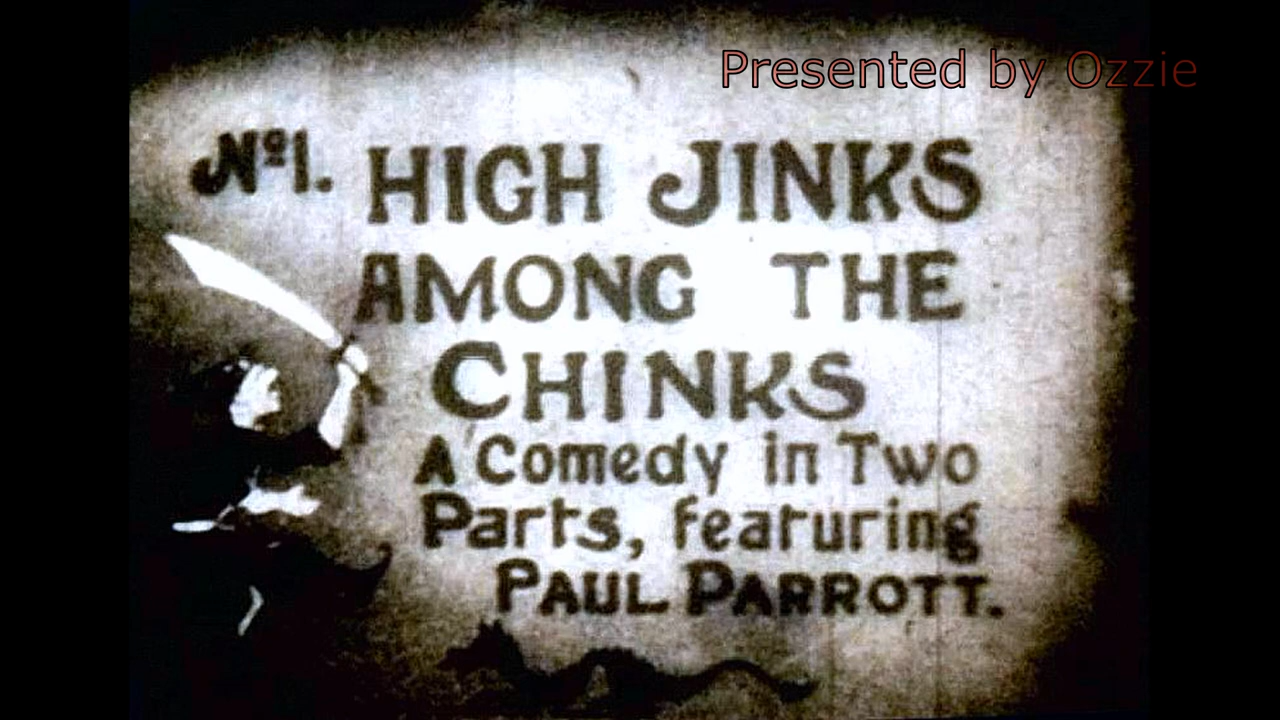 Presented by Ozzie
Nº1. HIGH JINKS
AMONG THE
CHINKS
A Comedy in Two
Parts, featuring
PAUL PARROTT.